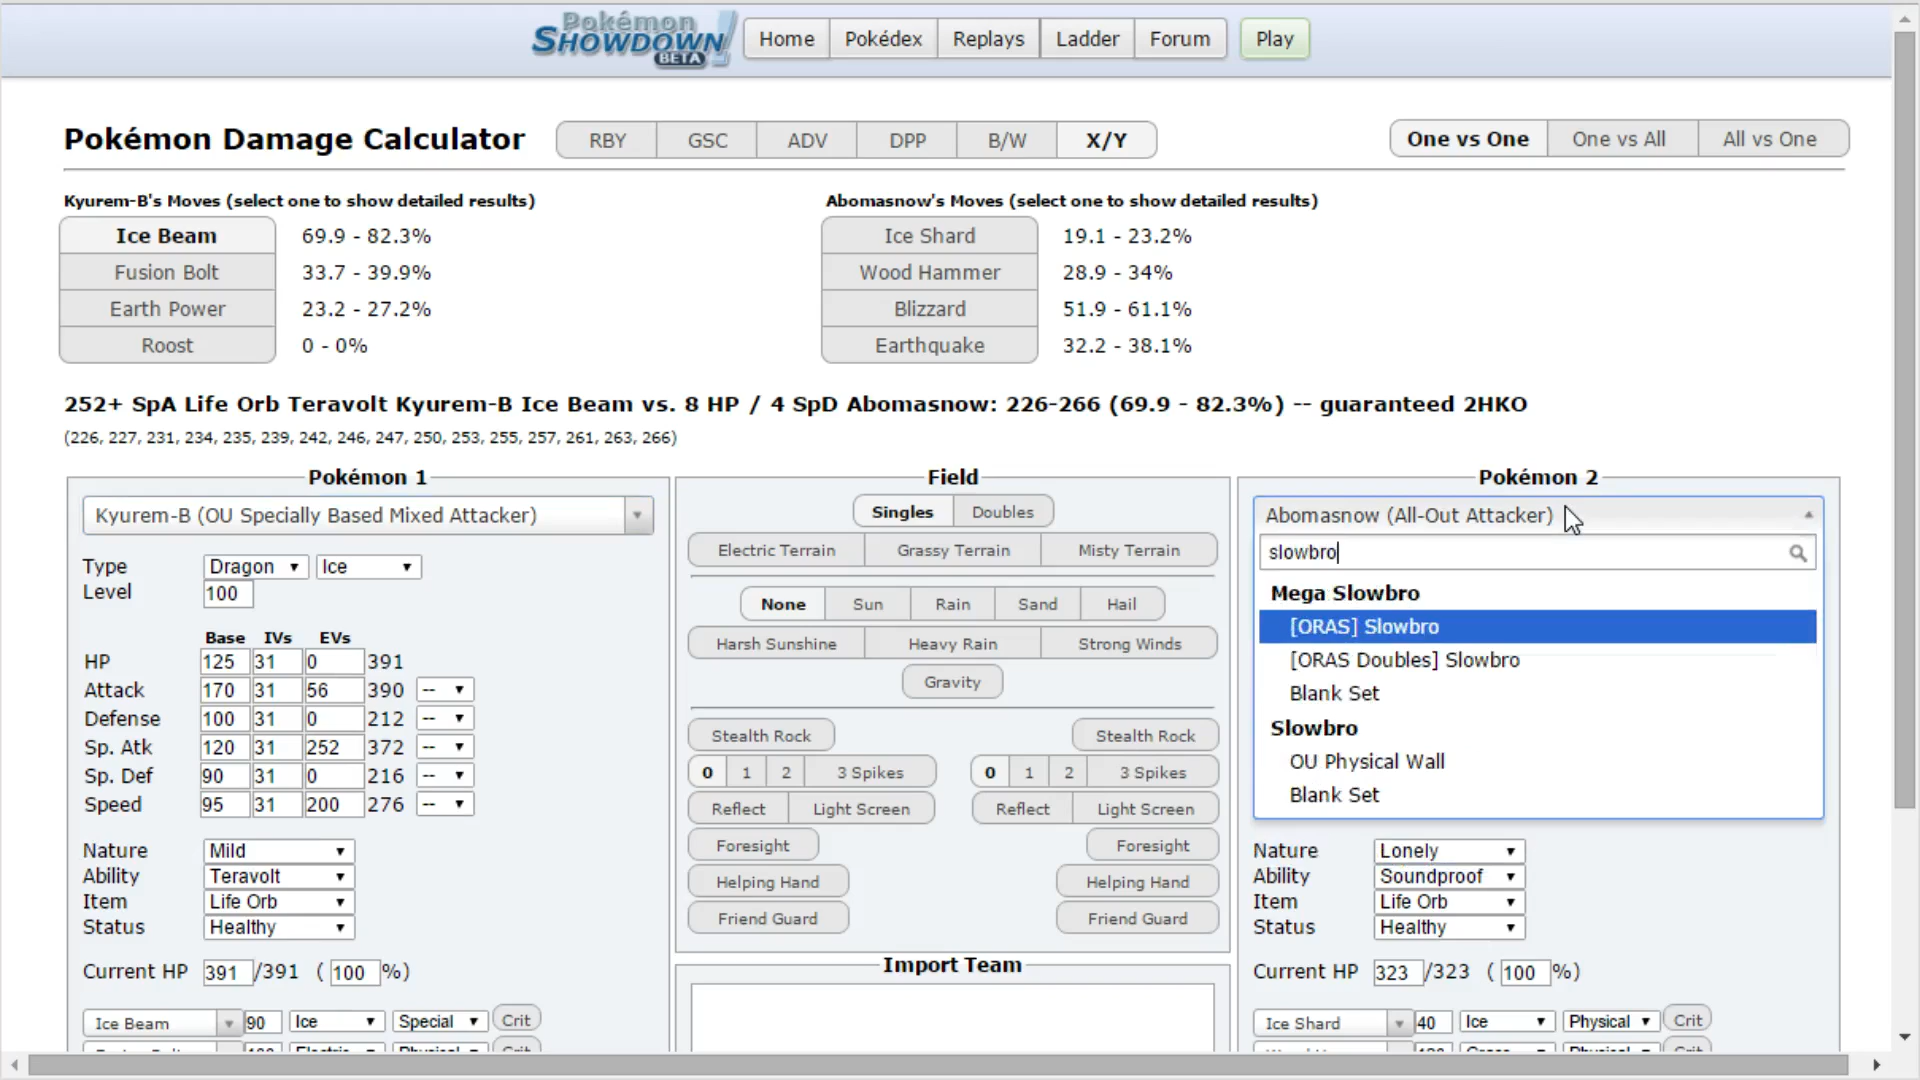 Pokémon SHOWDOWN! BETA
Home Pokédex Replays Ladder Forum Play
Pokémon Damage Calculator RBY GSC ADV DPP B/W X/Y One vs One One vs All All vs One
Kyurem-B's Moves (select one to show detailed results)
Ice Beam 69.9 - 82.3%
Fusion Bolt 33.7 - 39.9%
Earth Power 23.2 - 27.2%
Roost 0 - 0%
Abomasnow's Moves (select one to show detailed results)
Ice Shard 19.1 - 23.2%
Wood Hammer 28.9 - 34%
Blizzard 51.9 - 61.1%
Earthquake 32.2 - 38.1%
252+ SpA Life Orb Teravolt Kyurem-B Ice Beam vs. 8 HP / 4 SpD Abomasnow: 226-266 (69.9 - 82.3%) -- guaranteed 2HKO
(226, 227, 231, 234, 235, 239, 242, 246, 247, 250, 253, 255, 257, 261, 263, 266)
Pokémon 1
Kyurem-B (OU Specially Based Mixed Attacker)
Type Dragon Ice
Level 100
Base IVs EVs
HP 125 31 0 391
Attack 170 31 56 390 --
Defense 100 31 0 212 --
Sp. Atk 120 31 252 372 --
Sp. Def 90 31 0 216 --
Speed 95 31 200 276 --
Nature Mild
Ability Teravolt
Item Life Orb
Status Healthy
Current HP 391/391 ( 100 %)
Ice Beam 90 Ice Special Crit
Field
Singles Doubles
Electric Terrain Grassy Terrain Misty Terrain
None Sun Rain Sand Hail
Harsh Sunshine Heavy Rain Strong Winds
Gravity
Stealth Rock Stealth Rock
0 1 2 3 Spikes 0 1 2 3 Spikes
Reflect Light Screen Reflect Light Screen
Foresight Foresight
Helping Hand Helping Hand
Friend Guard Friend Guard
Import Team
Pokémon 2
Abomasnow (All-Out Attacker)
slowbro
Mega Slowbro
[ORAS] Slowbro
[ORAS Doubles] Slowbro
Blank Set
Slowbro
OU Physical Wall
Blank Set
Nature Lonely
Ability Soundproof
Item Life Orb
Status Healthy
Current HP 323/323 ( 100 %)
Ice Shard 40 Ice Physical Crit